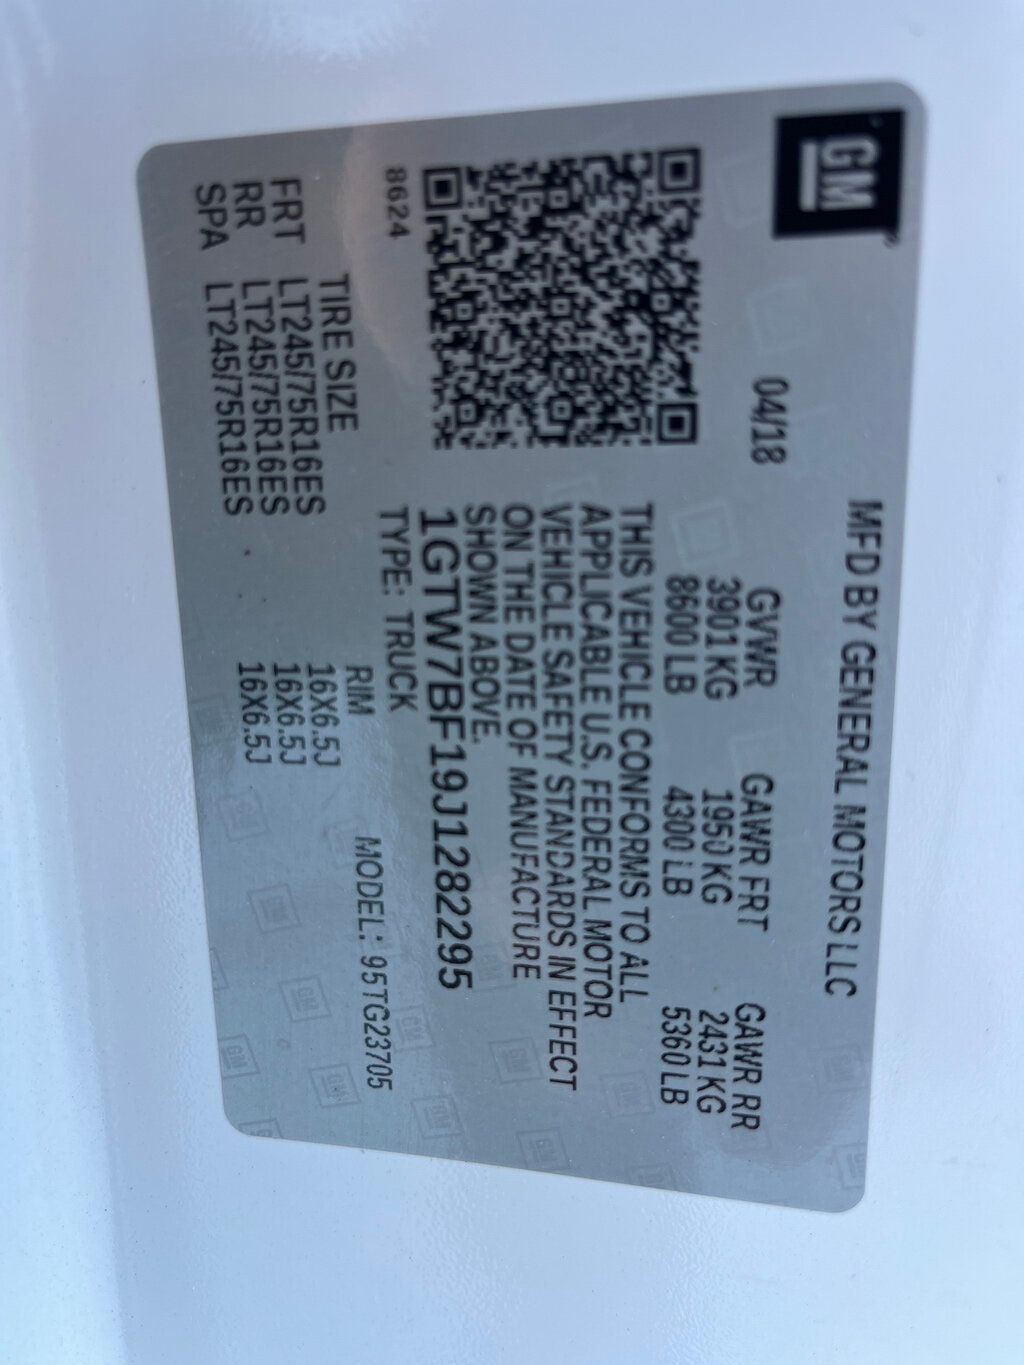 GM
MFD BY GENERAL MOTORS LLC
04/18
GVWR GAWR FRT GAWR RR
3901 KG 1950 KG 2431 KG
8600 LB 4300 LB 5360 LB
THIS VEHICLE CONFORMS TO ALL
APPLICABLE U.S. FEDERAL MOTOR
VEHICLE SAFETY STANDARDS IN EFFECT
ON THE DATE OF MANUFACTURE
SHOWN ABOVE.
1GTW7BF19J1282295
8624 TYPE: TRUCK MODEL: 95TG23705
TIRE SIZE RIM
FRT LT245/75R16ES 16X6.5J
RR LT245/75R16ES 16X6.5J
SPA LT245/75R16ES 16X6.5J